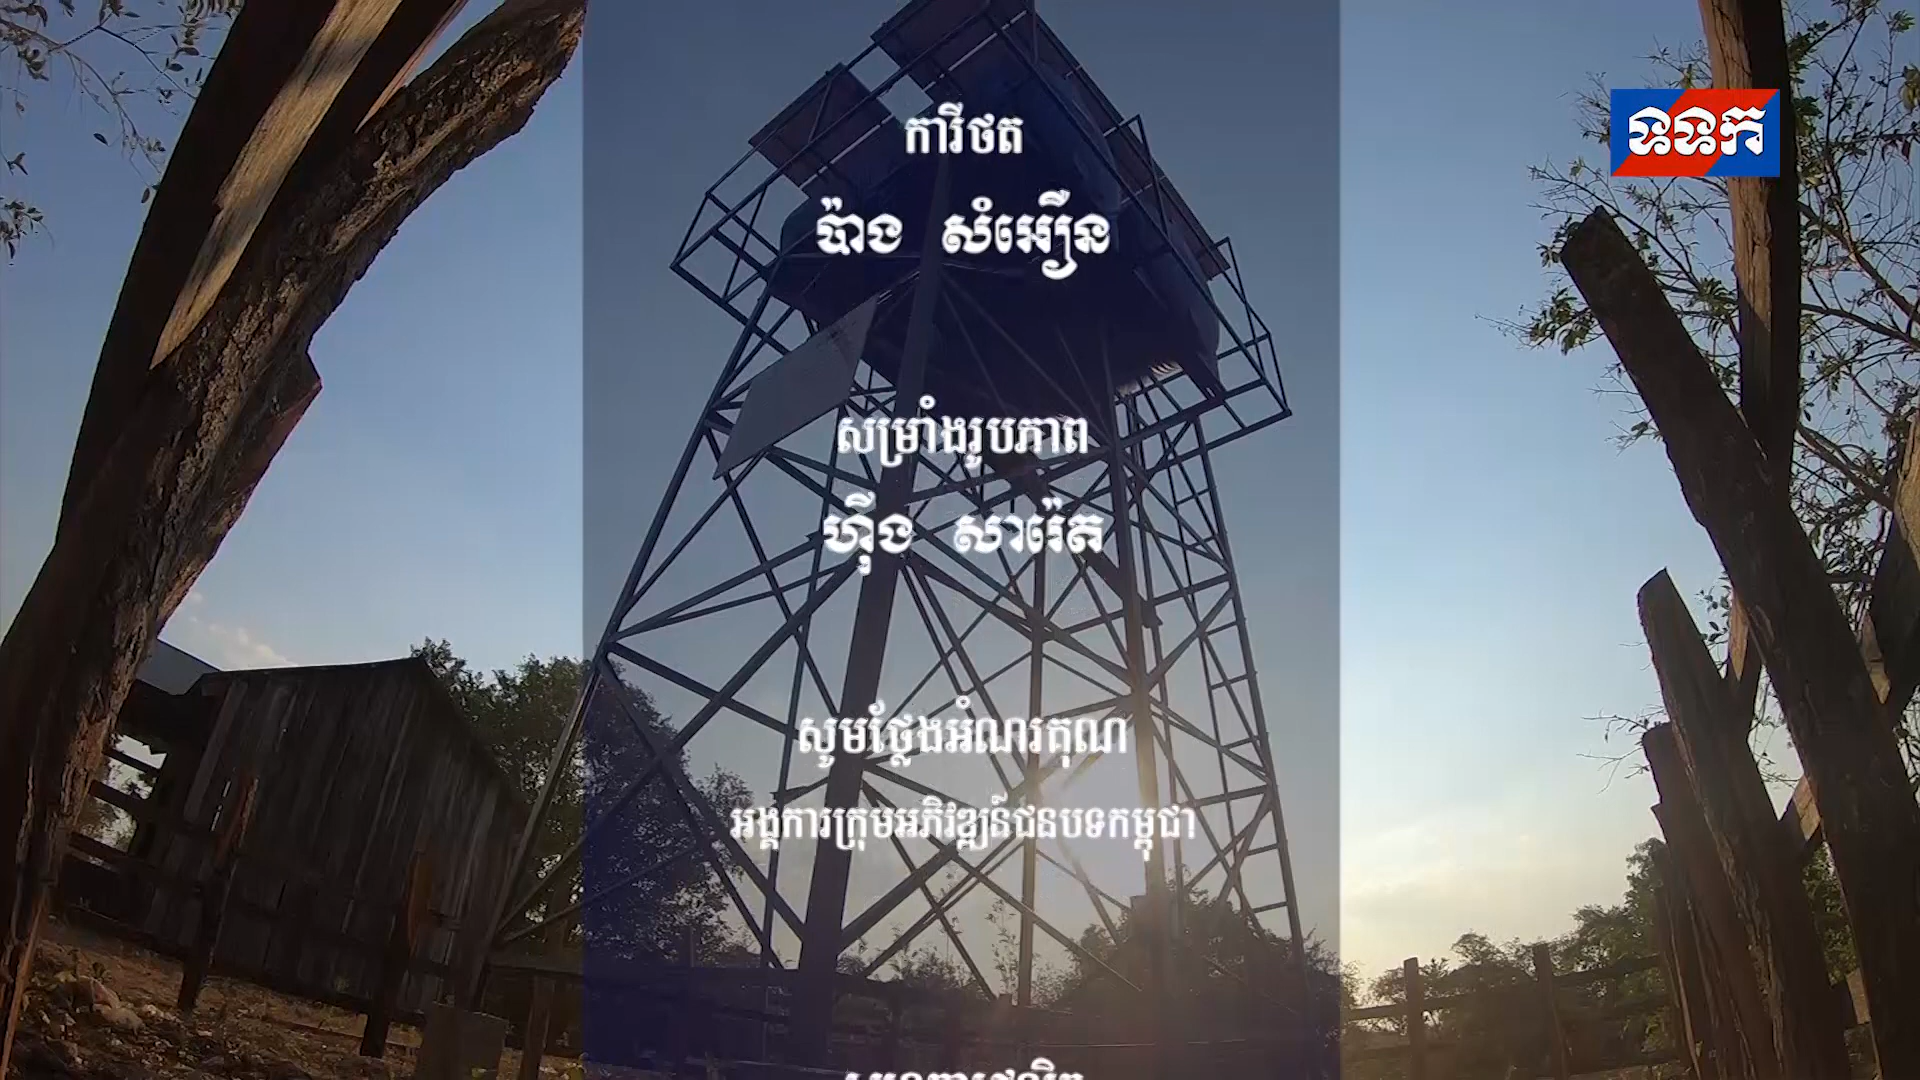 ការីថត
ទទក
ប៉ាង សំអឿន
សម្រាំងរូបភាព
ហ៊ឹង សារ៉េត
សូមថ្លែងអំណរគុណ
អង្គការក្រុមអភិវឌ្ឍន៍ជនបទកម្ពុជា